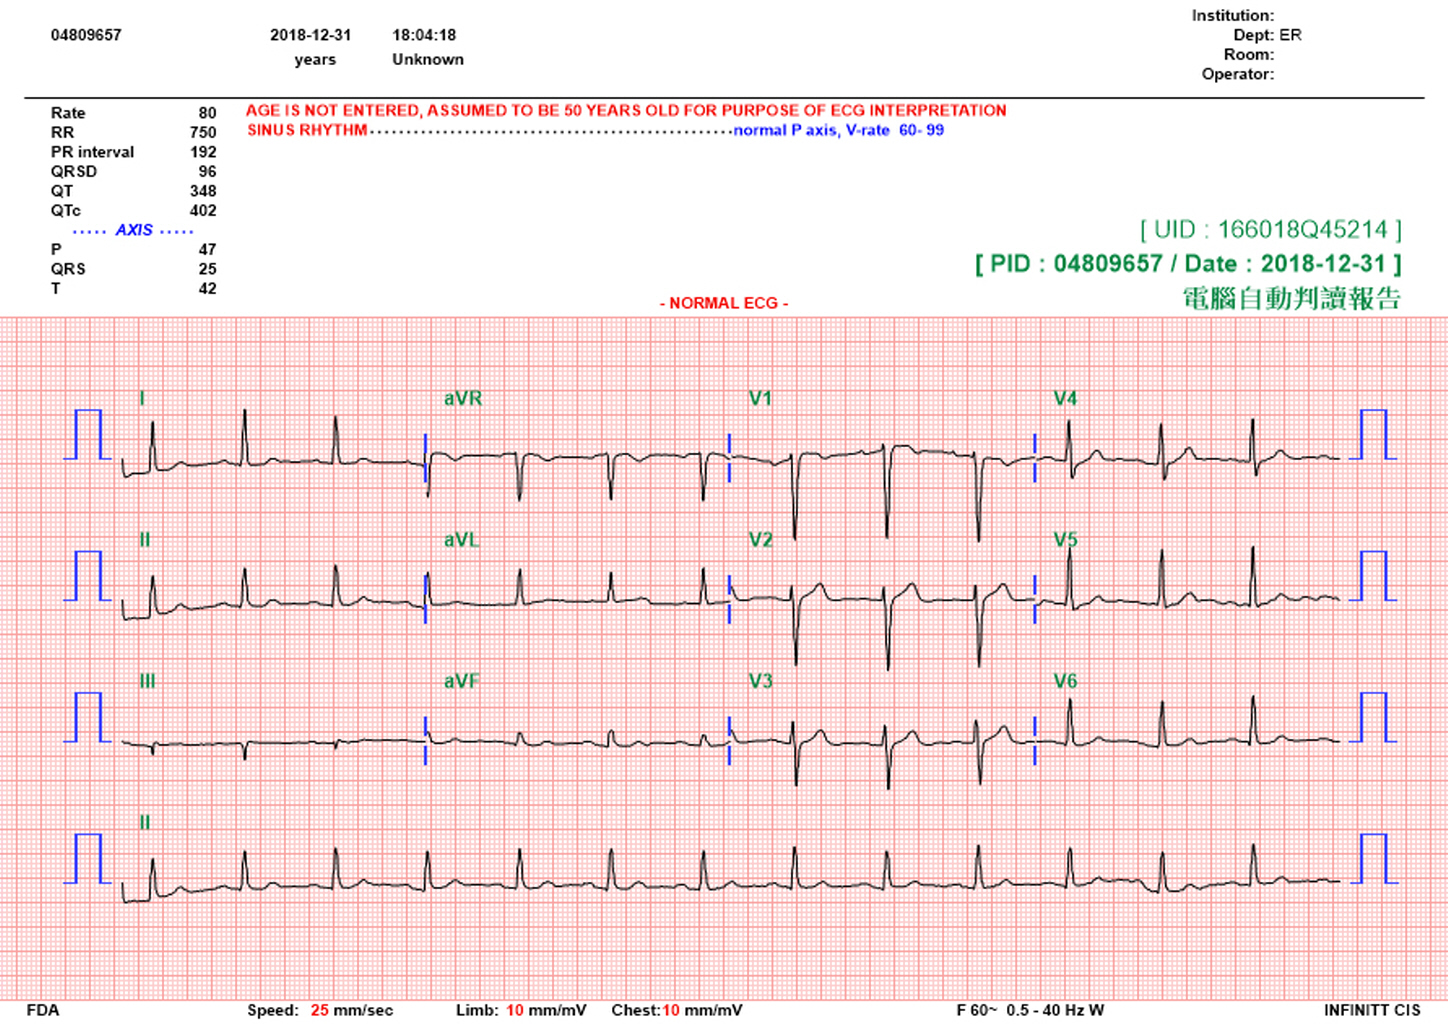 Institution:
04809657 2018-12-31 18:04:18 Dept: ER
years Unknown Room:
Operator:
Rate 80 AGE IS NOT ENTERED, ASSUMED TO BE 50 YEARS OLD FOR PURPOSE OF ECG INTERPRETATION
RR 750 SINUS RHYTHM..................................................normal P axis, V-rate 60- 99
PR interval 192
QRSD 96
QT 348
QTc 402
..... AXIS .....
P 47
QRS 25
T 42
[ UID : 166018Q45214 ]
[ PID : 04809657 / Date : 2018-12-31 ]
電腦自動判讀報告
- NORMAL ECG -
I aVR V1 V4
II aVL V2 V5
III aVF V3 V6
II
FDA Speed: 25 mm/sec Limb: 10 mm/mV Chest:10 mm/mV F 60~ 0.5 - 40 Hz W INFINITT CIS